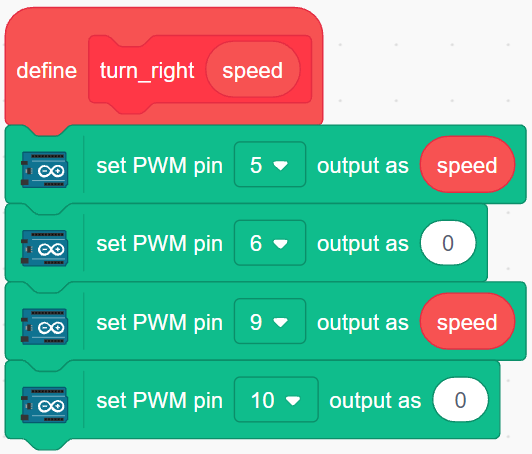 define turn_right speed
set PWM pin 5 output as speed
set PWM pin 6 output as 0
set PWM pin 9 output as speed
set PWM pin 10 output as 0